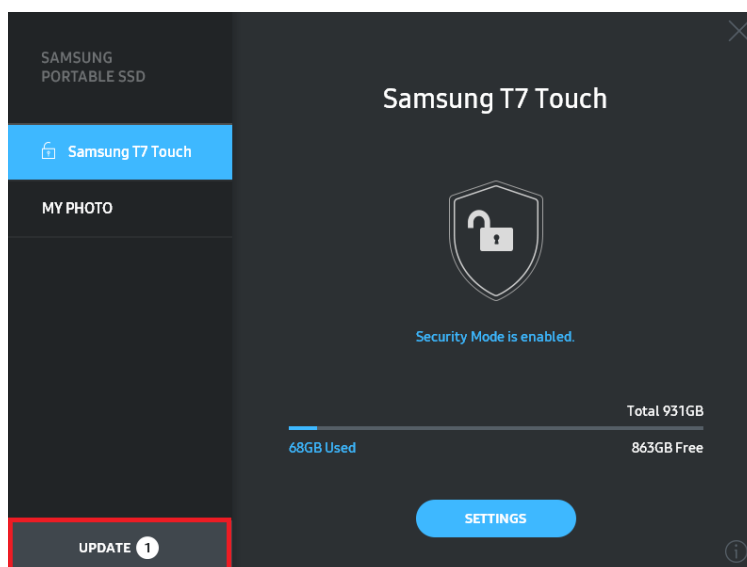 SAMSUNG
PORTABLE SSD
Samsung T7 Touch
MY PHOTO
UPDATE 1
Samsung T7 Touch
Security Mode is enabled.
Total 931GB
68GB Used
863GB Free
SETTINGS